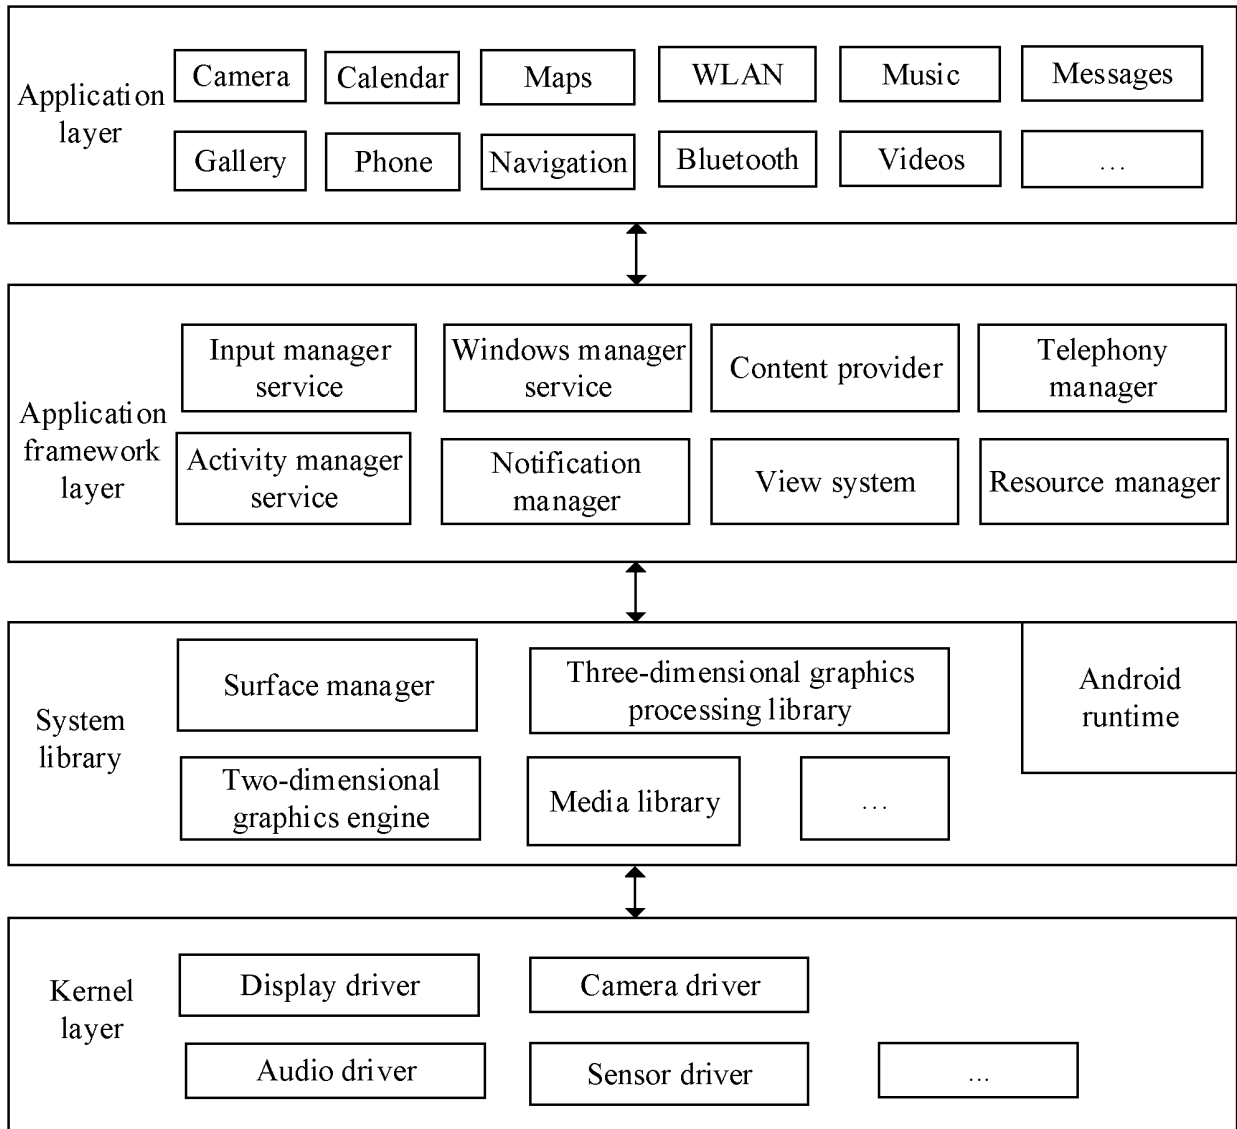 Application
layer
Camera
Calendar
Maps
WLAN
Music
Messages
Gallery
Phone
Navigation
Bluetooth
Videos
...
Application
framework
layer
Input manager
service
Windows manager
service
Content provider
Telephony
manager
Activity manager
service
Notification
manager
View system
Resource manager
System
library
Surface manager
Three-dimensional graphics
processing library
Android
runtime
Two-dimensional
graphics engine
Media library
...
Kernel
layer
Display driver
Camera driver
Audio driver
Sensor driver
...